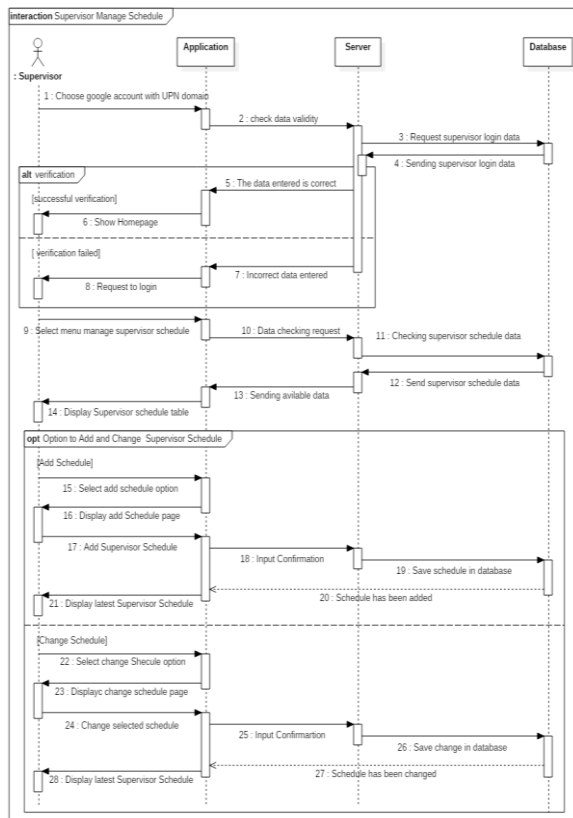 interaction Supervisor Manage Schedule
Application
Server
Database
: Supervisor
1 : Choose google account with UPN domain
2 : check data validity
3 : Request supervisor login data
4 : Sending supervisor login data
alt verification
5 : The data entered is correct
[successful verification]
6 : Show Homepage
[ verification failed]
7 : Incorrect data entered
8 : Request to login
9 : Select menu manage supervisor schedule
10 : Data checking request
11 : Checking supervisor schedule data
12 : Send supervisor schedule data
13 : Sending avilable data
14 : Display Supervisor schedule table
opt Option to Add and Change Supervisor Schedule
[Add Schedule]
15 : Select add schedule option
16 : Display add Schedule page
17 : Add Supervisor Schedule
18 : Input Confirmation
19 : Save schedule in database
20 : Schedule has been added
21 : Display latest Supervisor Schedule
[Change Schedule]
22 : Select change Shecule option
23 : Displayc change schedule page
24 : Change selected schedule
25 : Input Confirmartion
26 : Save change in database
27 : Schedule has been changed
28 : Display latest Supervisor Schedule